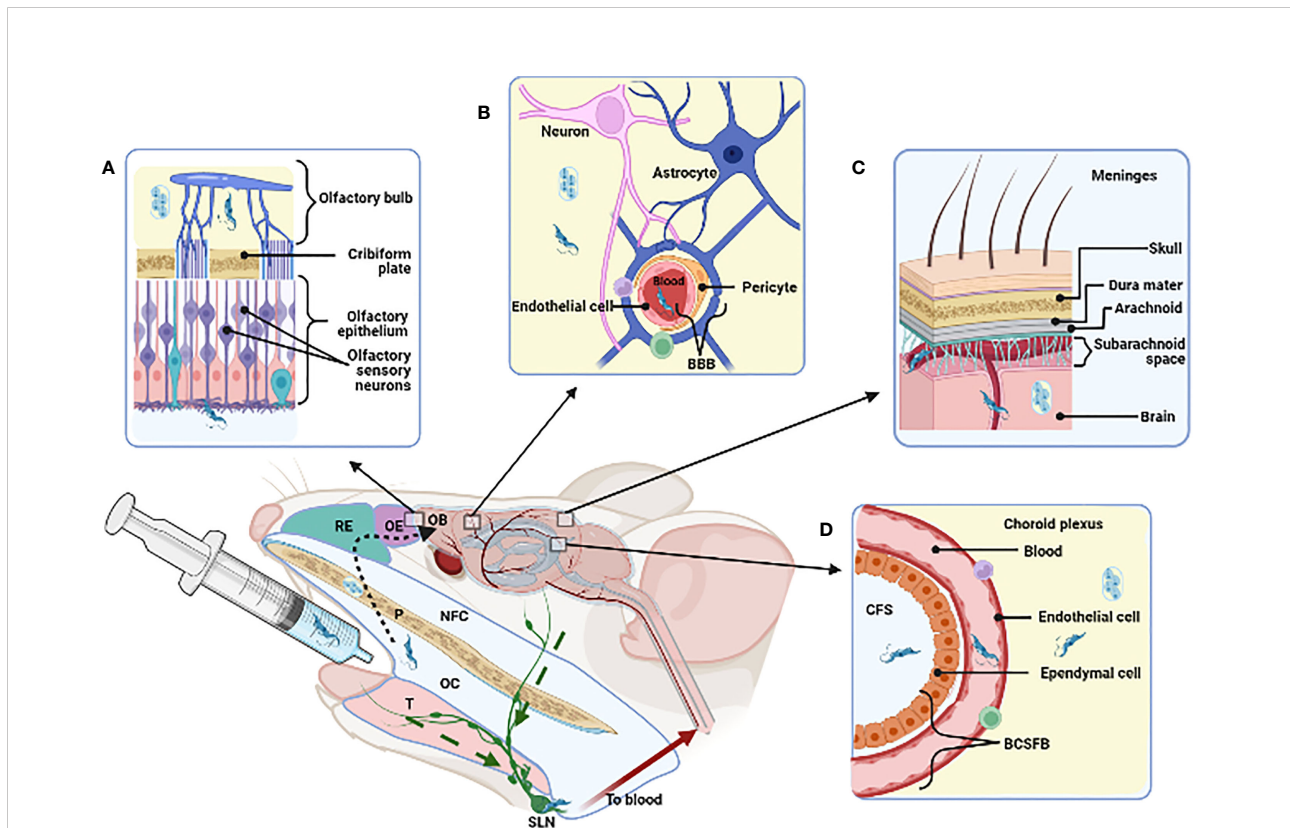 A
Olfactory bulb
Cribiform
plate
Olfactory
epithelium
Olfactory
sensory
neurons
B
Neuron
Astrocyte
Blood
Endothelial cell
Pericyte
BBB
C
Meninges
Skull
Dura mater
Arachnoid
Subarachnoid
space
Brain
RE
OE
OB
P
NFC
OC
T
SLN
To blood
D
Choroid plexus
Blood
CFS
Endothelial cell
Ependymal cell
BCSFB